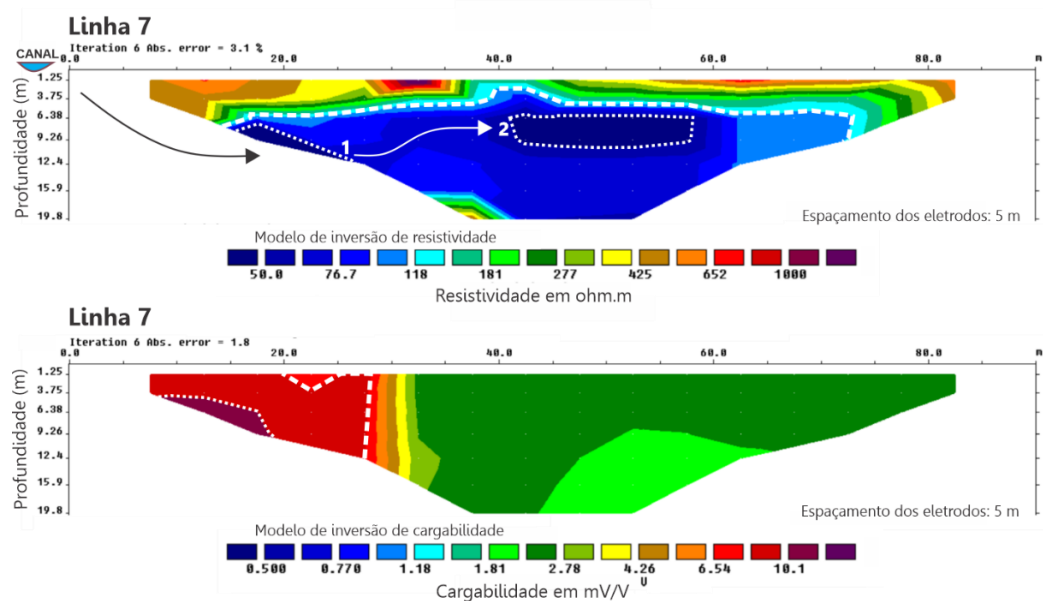 Linha 7
Iteration 6 Abs. error = 3.1 %
CANAL
0.0 20.0 40.0 60.0 80.0 m
Profundidade (m)
1.25
3.75
6.38
9.26
12.4
15.9
19.8
1
2
Espaçamento dos eletrodos: 5 m
Modelo de inversão de resistividade
50.0 76.7 118 181 277 425 652 1000
Resistividade em ohm.m
Linha 7
Iteration 6 Abs. error = 1.8
0.0 20.0 40.0 60.0 80.0 m
Profundidade (m)
1.25
3.75
6.38
9.26
12.4
15.9
19.8
Espaçamento dos eletrodos: 5 m
Modelo de inversão de cargabilidade
0.500 0.770 1.18 1.81 2.78 4.26 6.54 10.1
Cargabilidade em mV/V